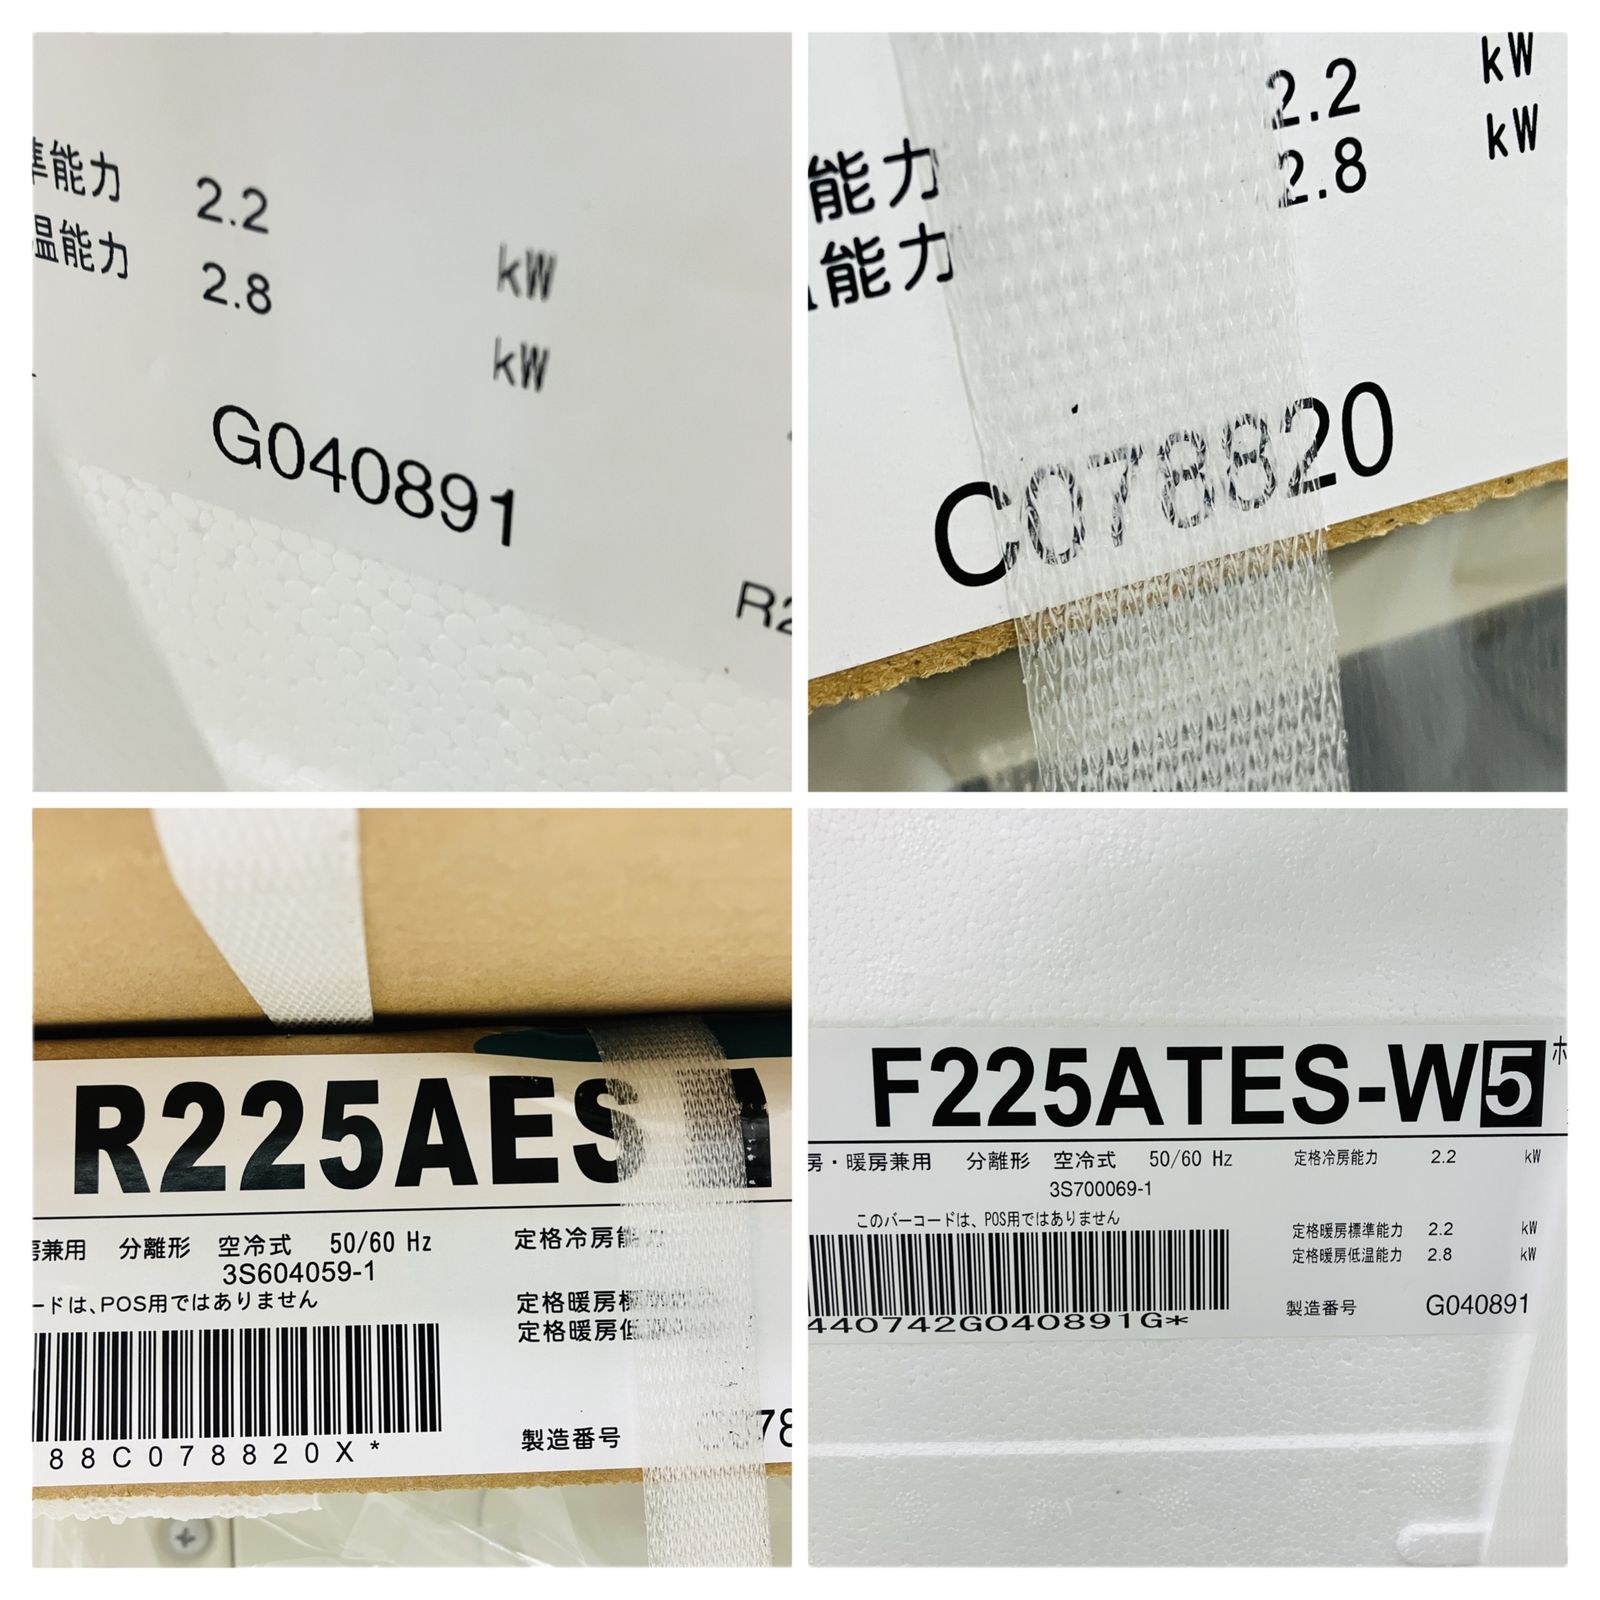 能力 2.2
温能力 2.8
kW
kW
G040891
能力 2.2 kW
能力 2.8 kW
C078820
R225AES
房兼用 分離形 空冷式 50/60 Hz
定格冷房能
3S604059-1
ードは、POS用ではありません
定格暖房標
定格暖房低
88C078820X*
製造番号 78
F225ATES-W5
房・暖房兼用 分離形 空冷式 50/60 Hz
定格冷房能力 2.2 kW
3S700069-1
このバーコードは、POS用ではありません
定格暖房標準能力 2.2 kW
定格暖房低温能力 2.8 kW
製造番号 G040891
440742G040891G*